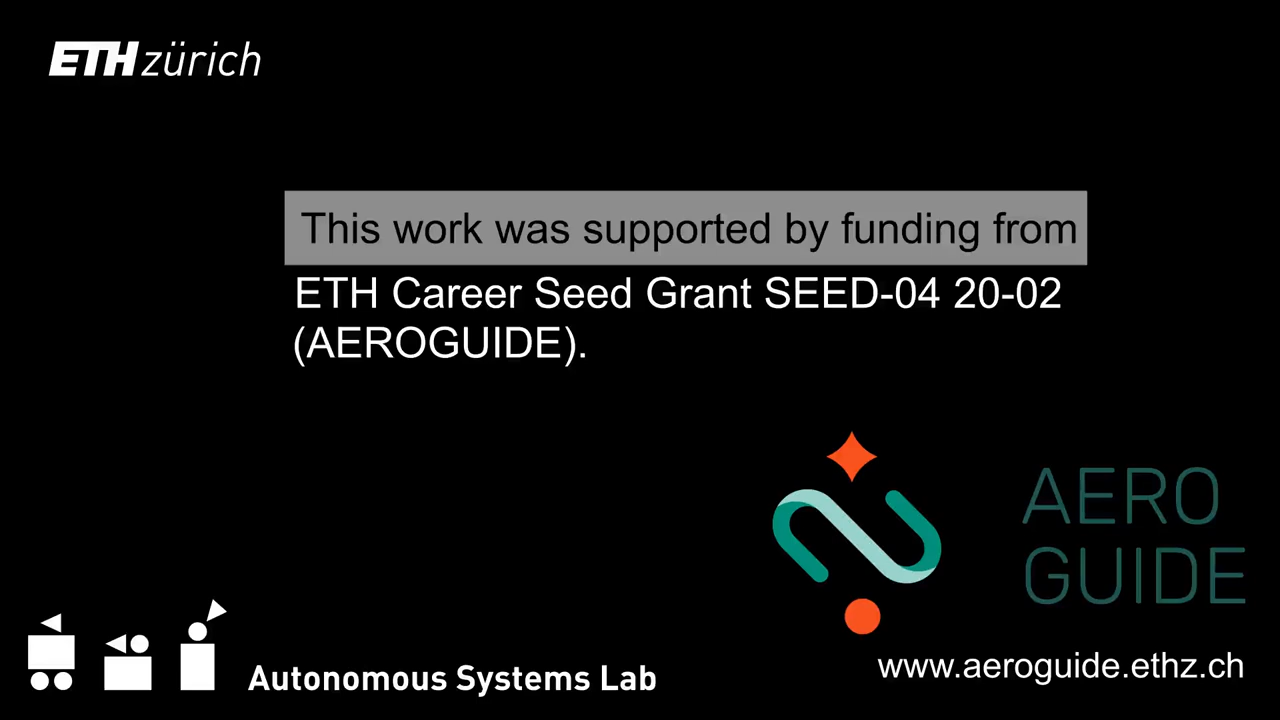 ETH zürich
This work was supported by funding from
ETH Career Seed Grant SEED-04 20-02
(AEROGUIDE).
AERO
GUIDE
www.aeroguide.ethz.ch
Autonomous Systems Lab